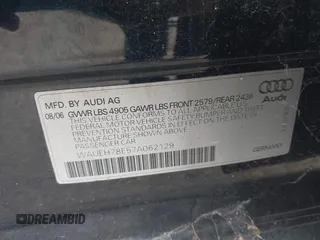 MFD. BY AUDI AG
08/06 GVWR LBS 4905 GAWR LBS FRONT 2579/REAR 2439
THIS VEHICLE CONFORMS TO ALL APPLICABLE
FEDERAL MOTOR VEHICLE SAFETY BUMPER AND THEFT
PREVENTION STANDARDS IN EFFECT ON THE DATE OF
MANUFACTURE SHOWN ABOVE.
PASSENGER CAR
WAUEH78E57A062129
Audi
GERMANY
DREAMBID